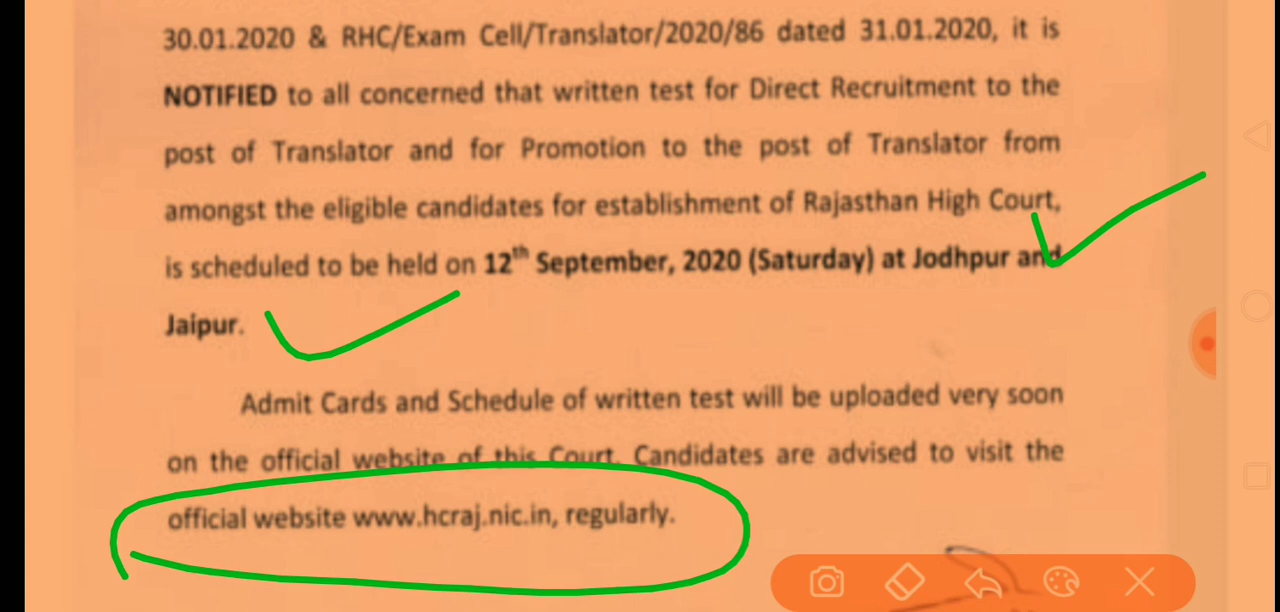 30.01.2020 & RHC/Exam Cell/Translator/2020/86 dated 31.01.2020, it is
NOTIFIED to all concerned that written test for Direct Recruitment to the
post of Translator and for Promotion to the post of Translator from
amongst the eligible candidates for establishment of Rajasthan High Court,
is scheduled to be held on 12th September, 2020 (Saturday) at Jodhpur and
Jaipur.
Admit Cards and Schedule of written test will be uploaded very soon
on the official website of this Court. Candidates are advised to visit the
official website www.hcraj.nic.in, regularly.